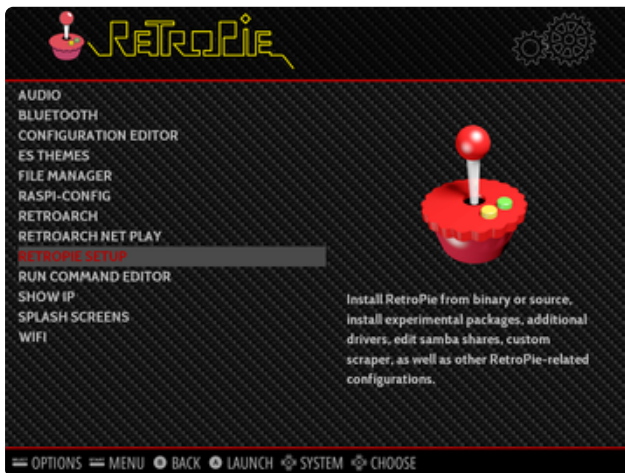 RETROPIE
AUDIO
BLUETOOTH
CONFIGURATION EDITOR
ES THEMES
FILE MANAGER
RASPI-CONFIG
RETROARCH
RETROARCH NET PLAY
RETROPIE SETUP
RUN COMMAND EDITOR
SHOW IP
SPLASH SCREENS
WIFI
Install RetroPie from binary or source,
install experimental packages, additional
drivers, edit samba shares, custom
scraper, as well as other RetroPie-related
configurations.
OPTIONS MENU BACK LAUNCH SYSTEM CHOOSE